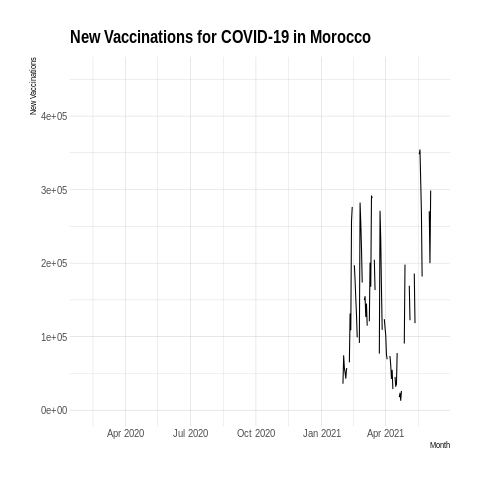 New Vaccinations for COVID-19 in Morocco
New Vaccinations
4e+05
3e+05
2e+05
1e+05
0e+00
Apr 2020 Jul 2020 Oct 2020 Jan 2021 Apr 2021
Month